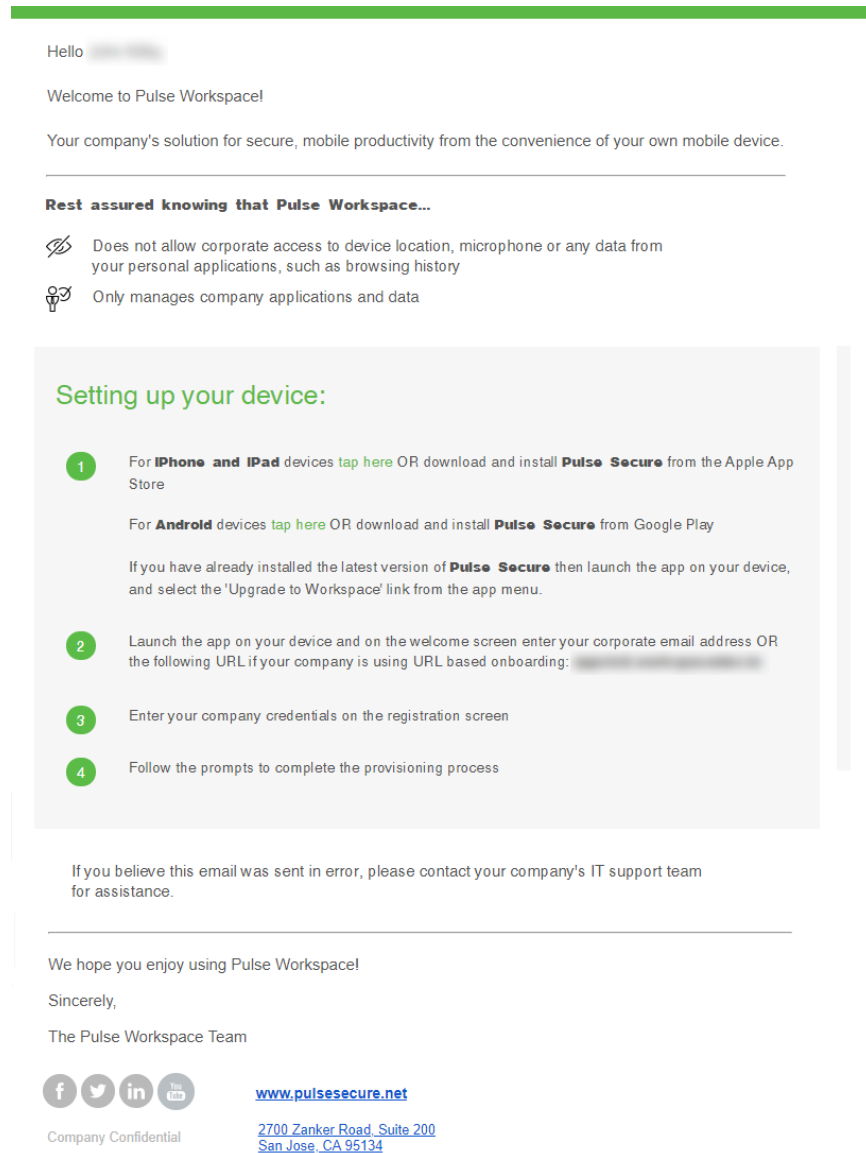 Hello
Welcome to Pulse Workspace!
Your company's solution for secure, mobile productivity from the convenience of your own mobile device.
Rest assured knowing that Pulse Workspace...
Does not allow corporate access to device location, microphone or any data from
your personal applications, such as browsing history
Only manages company applications and data
Setting up your device:
1
For IPhone and IPad devices tap here OR download and install Pulse Secure from the Apple App
Store
For Android devices tap here OR download and install Pulse Secure from Google Play
If you have already installed the latest version of Pulse Secure then launch the app on your device,
and select the 'Upgrade to Workspace' link from the app menu.
2
Launch the app on your device and on the welcome screen enter your corporate email address OR
the following URL if your company is using URL based onboarding:
3
Enter your company credentials on the registration screen
4
Follow the prompts to complete the provisioning process
If you believe this email was sent in error, please contact your company's IT support team
for assistance.
We hope you enjoy using Pulse Workspace!
Sincerely,
The Pulse Workspace Team
f in You Tube
www.pulsesecure.net
Company Confidential
2700 Zanker Road, Suite 200
San Jose, CA 95134